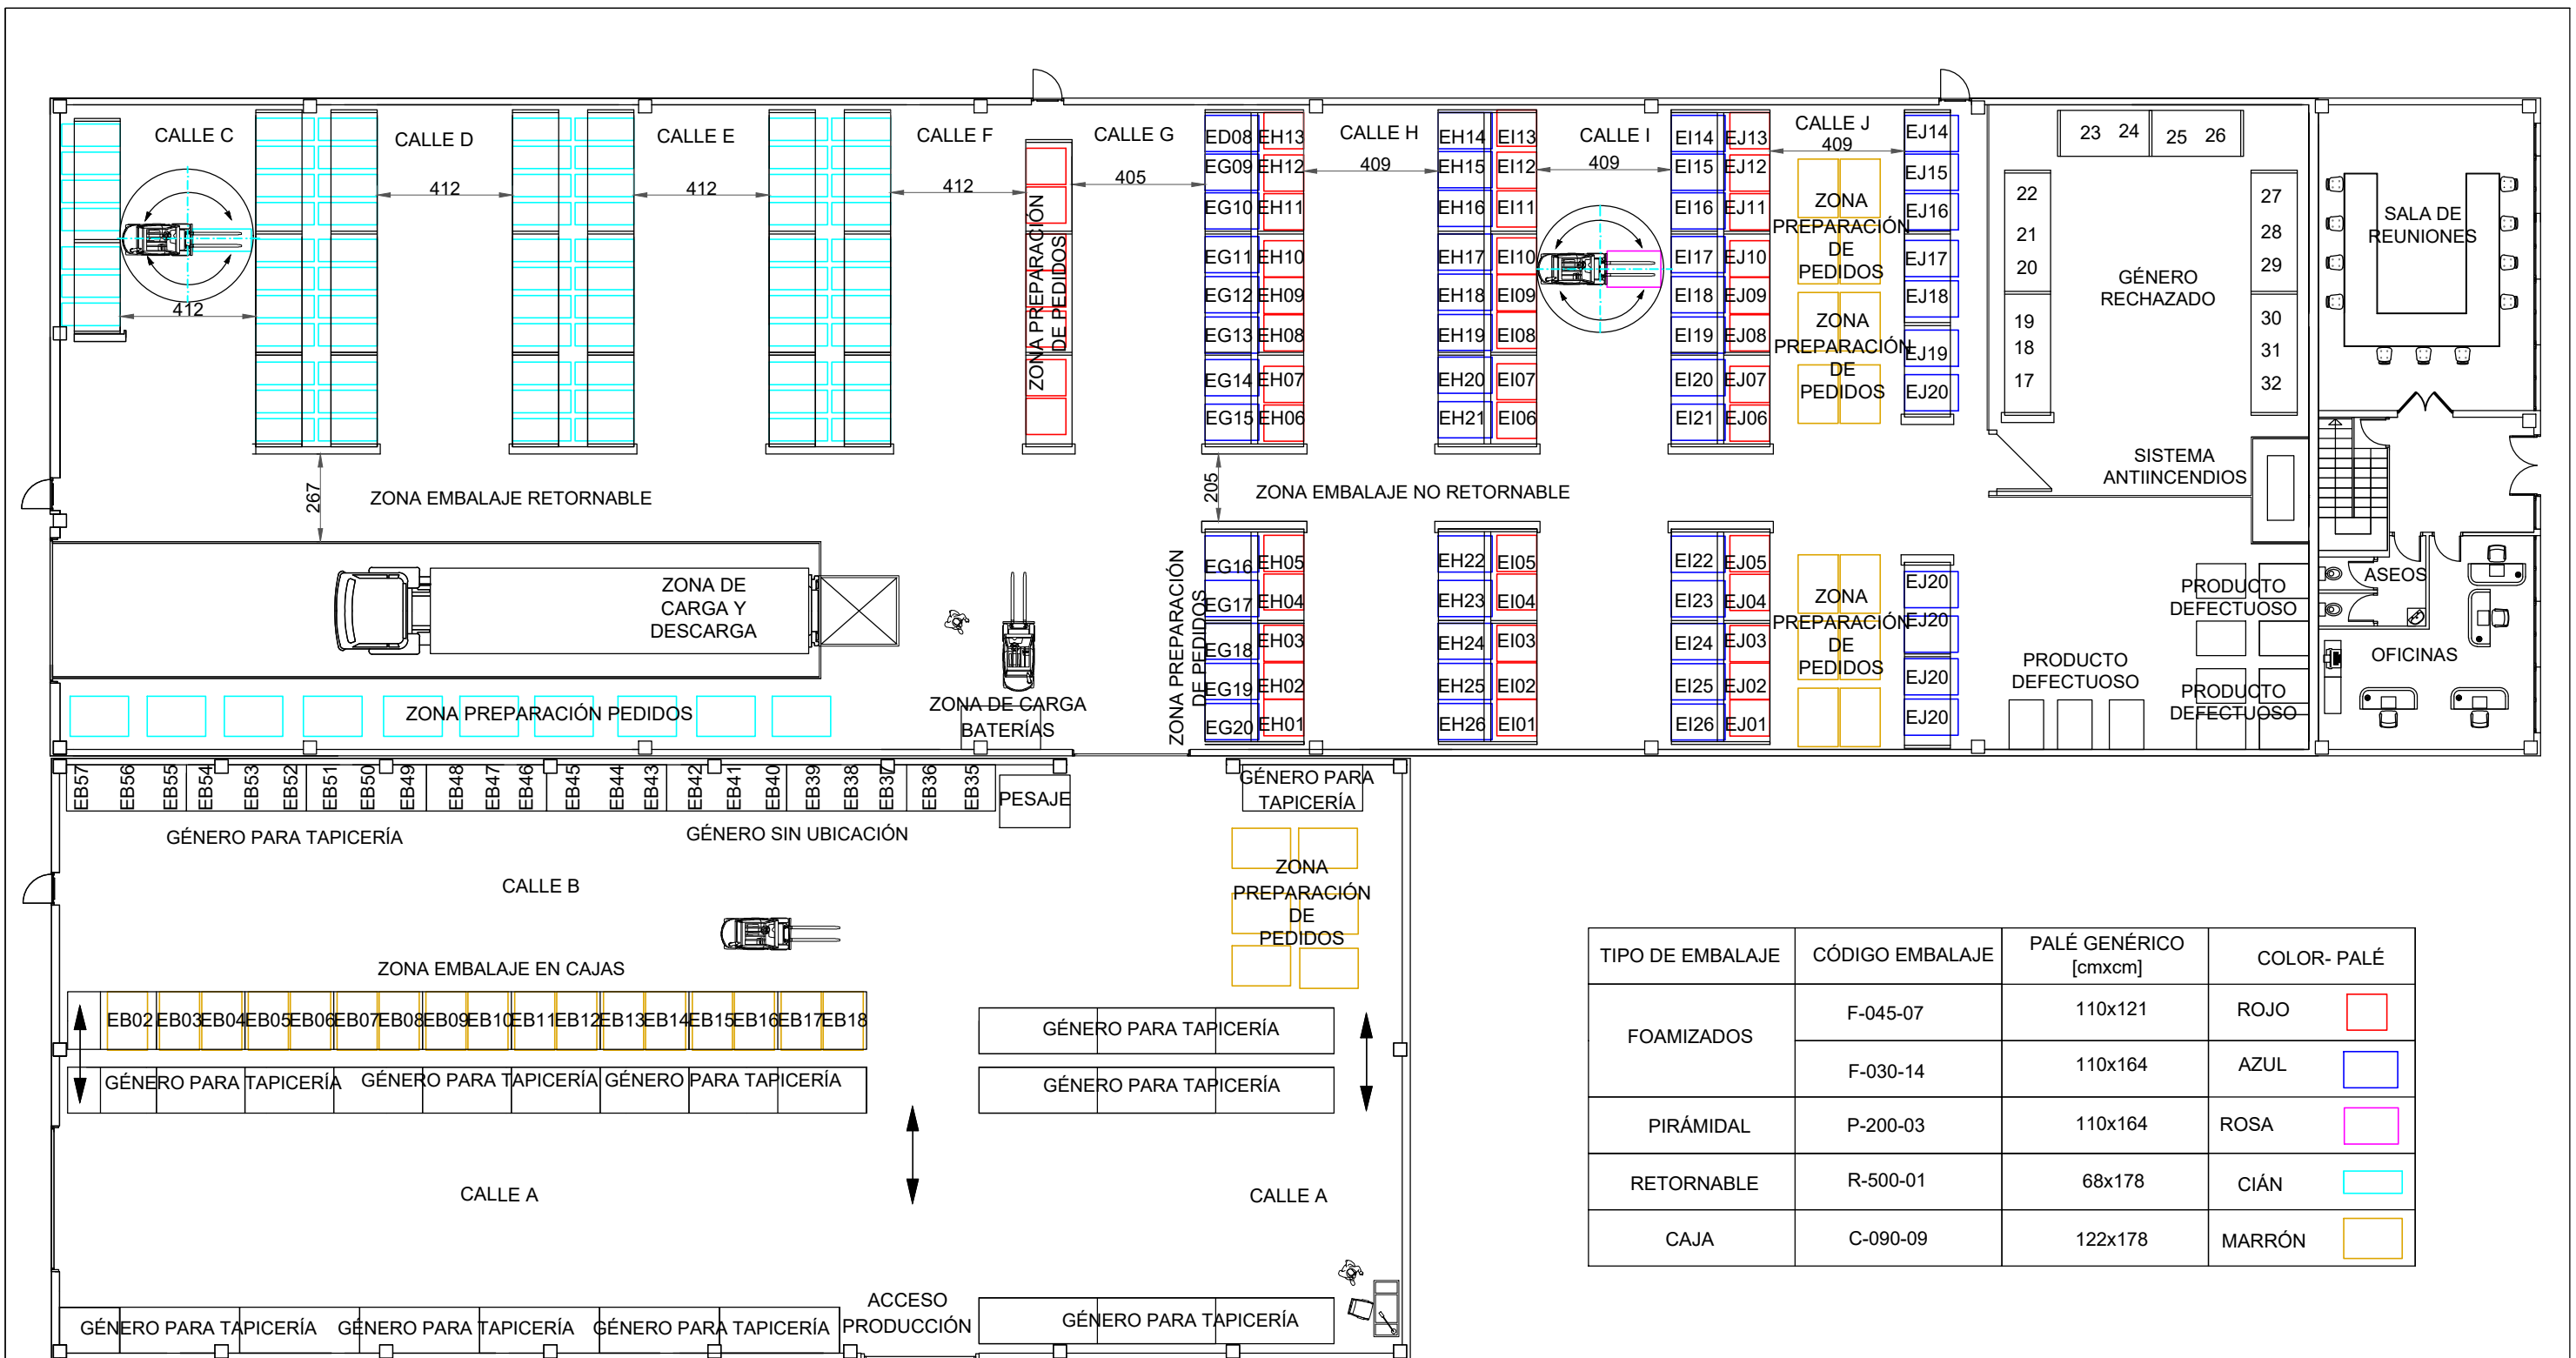 CALLE C
CALLE D
CALLE E
CALLE F
CALLE G
CALLE H
CALLE I
CALLE J
412
412
412
412
405
409
409
409
267
205
ZONA PREPARACIÓN
DE PEDIDOS
ED08 EH13
EG09 EH12
EG10 EH11
EG11 EH10
EG12 EH09
EG13 EH08
EG14 EH07
EG15 EH06
EH14 EI13
EH15 EI12
EH16 EI11
EH17 EI10
EH18 EI09
EH19 EI08
EH20 EI07
EH21 EI06
EI14 EJ13
EI15 EJ12
EI16 EJ11
EI17 EJ10
EI18 EJ09
EI19 EJ08
EI20 EJ07
EI21 EJ06
ZONA
PREPARACIÓN
DE
PEDIDOS
ZONA
PREPARACIÓN
DE
PEDIDOS
EJ14
EJ15
EJ16
EJ17
EJ18
EJ19
EJ20
23 24 25 26
22
21
20
19
18
17
27
28
29
30
31
32
GÉNERO
RECHAZADO
SALA DE
REUNIONES
SISTEMA
ANTIINCENDIOS
ZONA EMBALAJE RETORNABLE
ZONA EMBALAJE NO RETORNABLE
ZONA DE
CARGA Y
DESCARGA
ZONA PREPARACIÓN PEDIDOS
ZONA DE CARGA
BATERÍAS
ZONA PREPARACIÓN
DE PEDIDOS
EG16 EH05
EG17 EH04
EG18 EH03
EG19 EH02
EG20 EH01
EH22 EI05
EH23 EI04
EH24 EI03
EH25 EI02
EH26 EI01
EI22 EJ05
EI23 EJ04
EI24 EJ03
EI25 EJ02
EI26 EJ01
ZONA
PREPARACIÓN
DE
PEDIDOS
EJ20
EJ20
EJ20
EJ20
PRODUCTO
DEFECTUOSO
PRODUCTO
DEFECTUOSO
PRODUCTO
DEFECTUOSO
ASEOS
OFICINAS
EB57 EB56 EB55 EB54 EB53 EB52 EB51 EB50 EB49 EB48 EB47 EB46 EB45 EB44 EB43 EB42 EB41 EB40 EB39 EB38 EB37 EB36 EB35
PESAJE
GÉNERO PARA
TAPICERÍA
GÉNERO PARA TAPICERÍA
GÉNERO SIN UBICACIÓN
CALLE B
ZONA
PREPARACIÓN
DE
PEDIDOS
ZONA EMBALAJE EN CAJAS
EB02 EB03 EB04 EB05 EB06 EB07 EB08 EB09 EB10 EB11 EB12 EB13 EB14 EB15 EB16 EB17 EB18
GÉNERO PARA TAPICERÍA GÉNERO PARA TAPICERÍA GÉNERO PARA TAPICERÍA
GÉNERO PARA TAPICERÍA
GÉNERO PARA TAPICERÍA
CALLE A
CALLE A
GÉNERO PARA TAPICERÍA GÉNERO PARA TAPICERÍA GÉNERO PARA TAPICERÍA
ACCESO
PRODUCCIÓN
GÉNERO PARA TAPICERÍA
TIPO DE EMBALAJE CÓDIGO EMBALAJE PALÉ GENÉRICO
[cmxcm] COLOR- PALÉ
FOAMIZADOS
F-045-07 110x121 ROJO
F-030-14 110x164 AZUL
PIRÁMIDAL P-200-03 110x164 ROSA
RETORNABLE R-500-01 68x178 CIÁN
CAJA C-090-09 122x178 MARRÓN